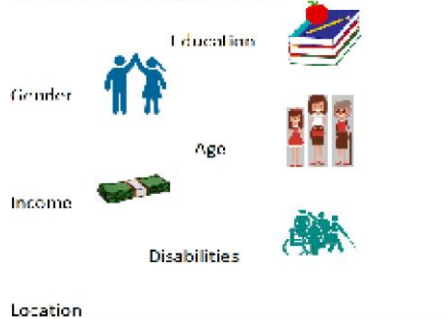 Education
Gender
Age
Income
Disabilities
Location